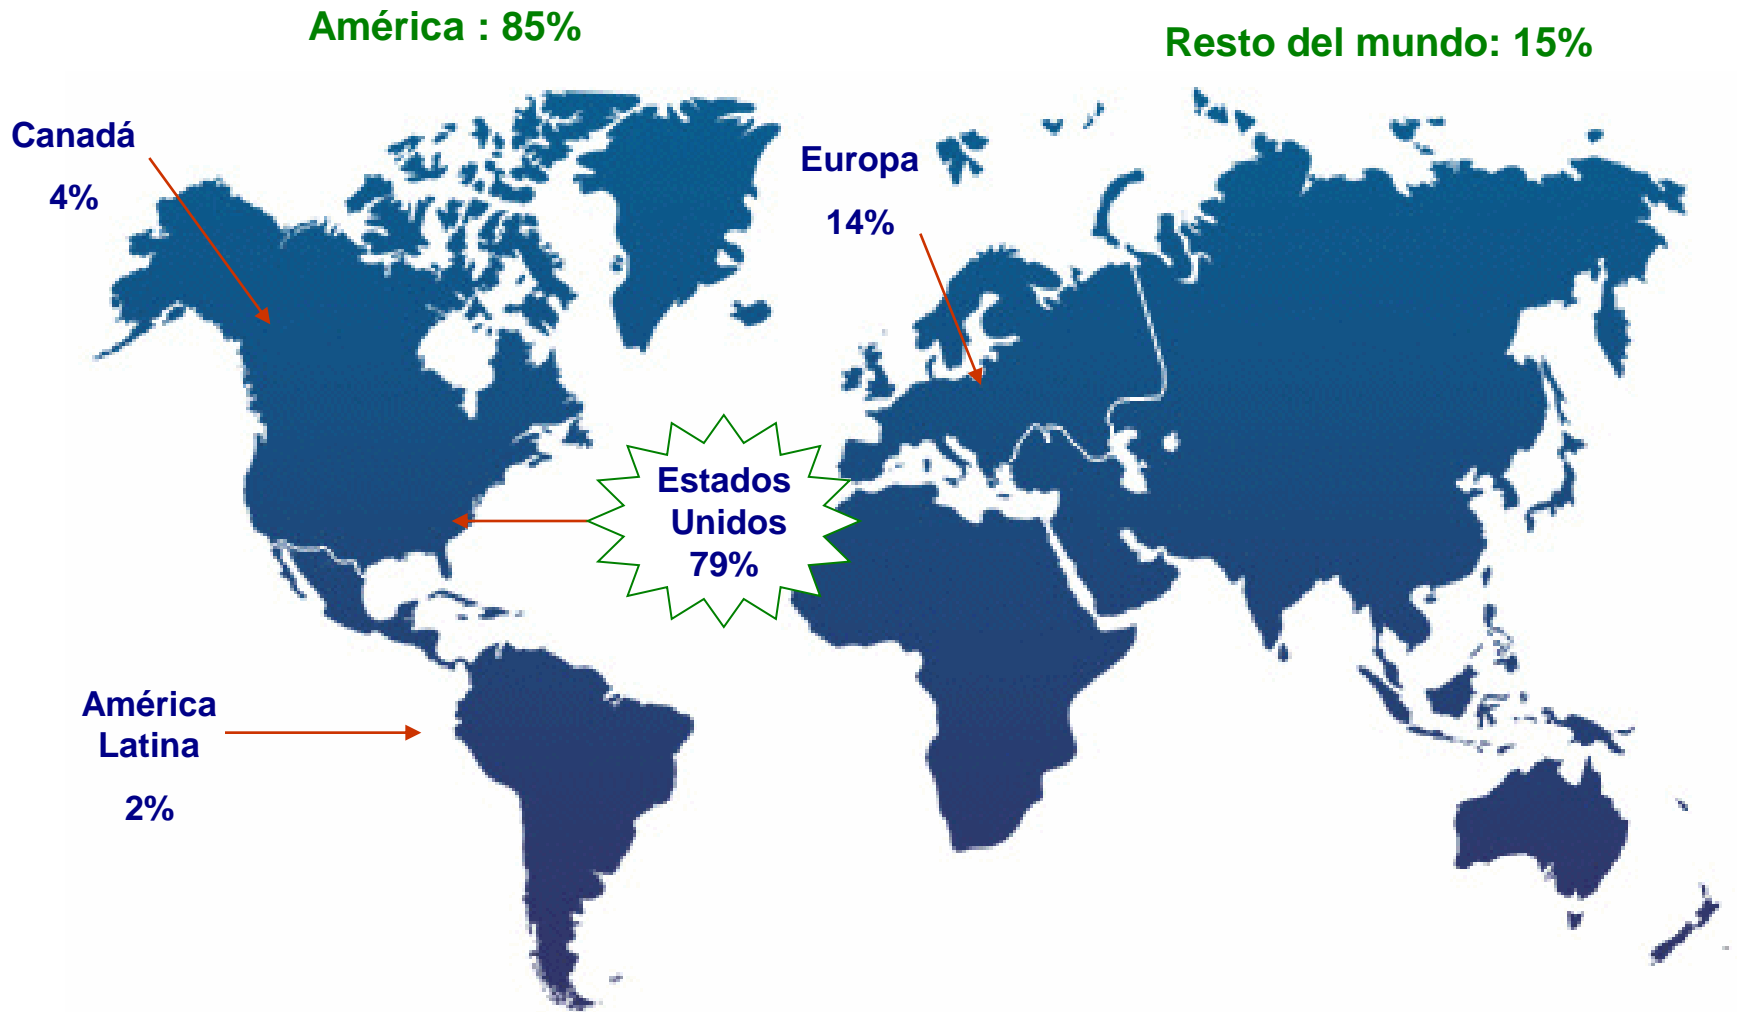 América : 85%
Resto del mundo: 15%
Canadá
4%
Europa
14%
Estados
Unidos
79%
América
Latina
2%